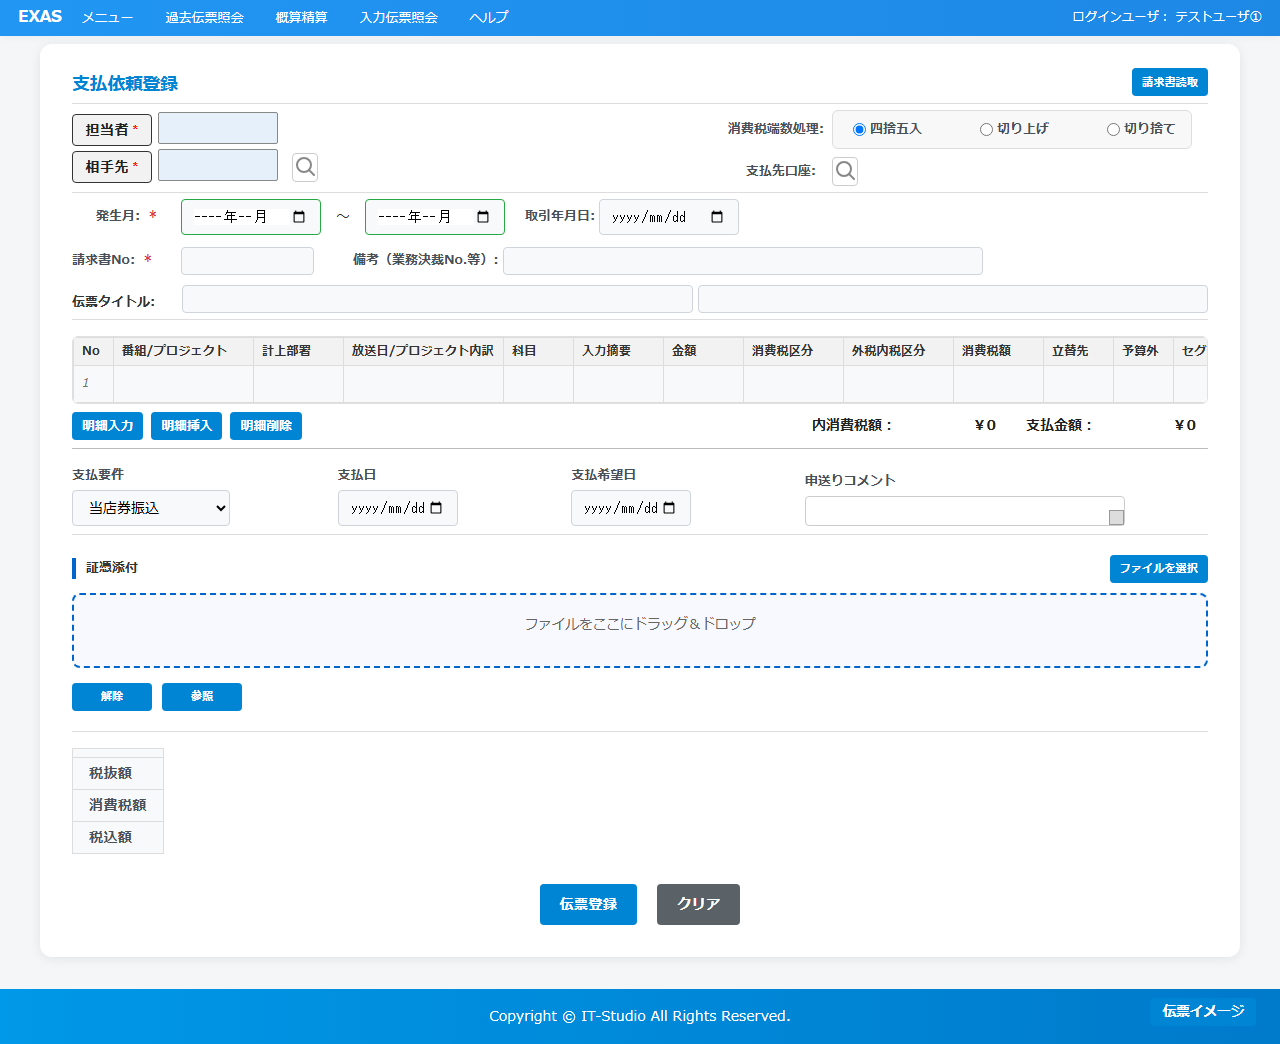 EXAS メニュー 過去伝票照会 概算精算 入力伝票照会 ヘルプ ログインユーザ： テストユーザ①
支払依頼登録 請求書読取
担当者 * 消費税端数処理: 四捨五入 切り上げ 切り捨て
相手先 * 支払先口座:
発生月: * ----年--月 ～ ----年--月 取引年月日: yyyy/mm/dd
請求書No: * 備考（業務決裁No.等）:
伝票タイトル:
No 番組/プロジェクト 計上部署 放送日/プロジェクト内訳 科目 入力摘要 金額 消費税区分 外税内税区分 消費税額 立替先 予算外 セグ
1
明細入力 明細挿入 明細削除 内消費税額： ￥0 支払金額： ￥0
支払要件 支払日 支払希望日 申送りコメント
当店券振込 yyyy/mm/dd yyyy/mm/dd
証憑添付 ファイルを選択
ファイルをここにドラッグ＆ドロップ
解除 参照
税抜額
消費税額
税込額
伝票登録 クリア
Copyright © IT-Studio All Rights Reserved. 伝票イメージ